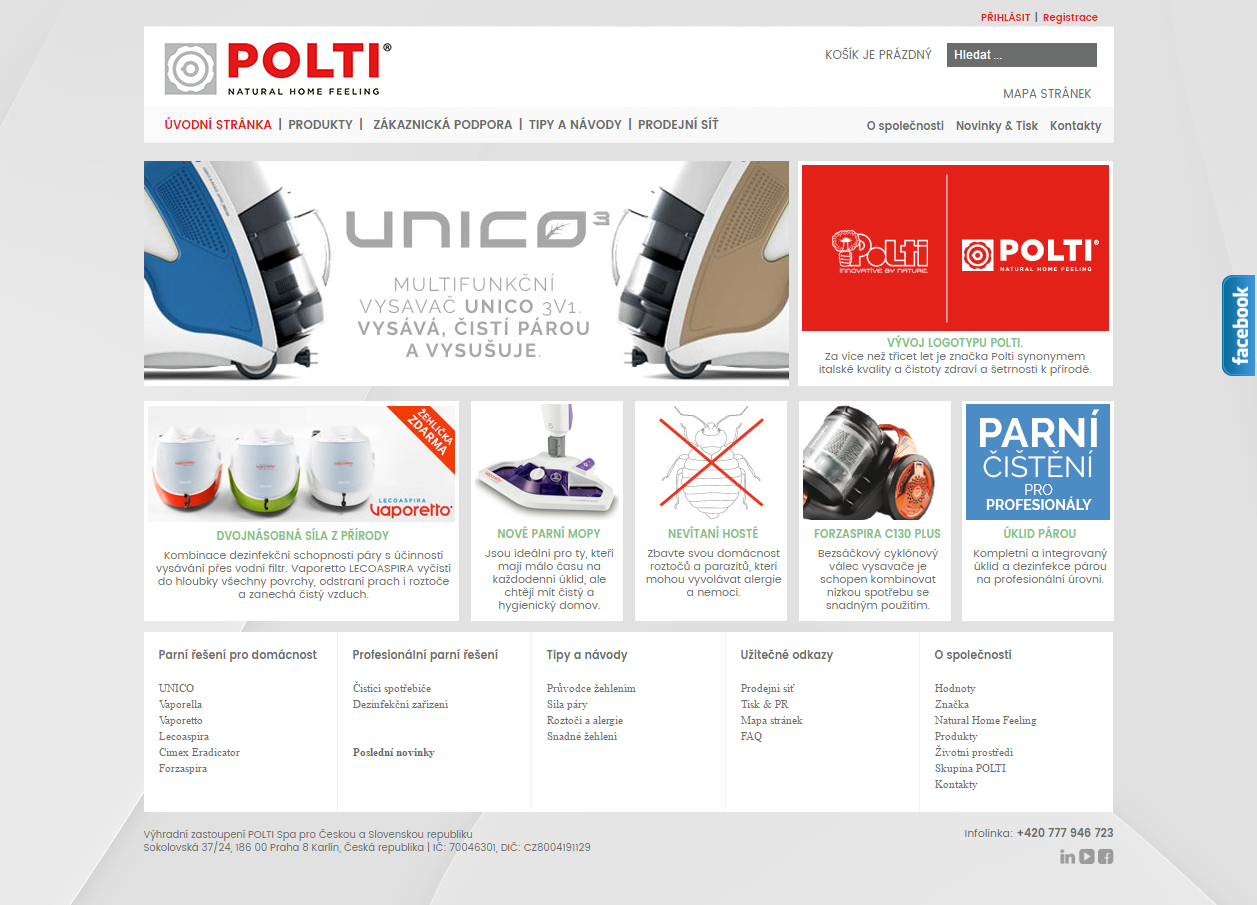 PŘIHLÁSIT | Registrace
POLTI®
NATURAL HOME FEELING
KOŠÍK JE PRÁZDNÝ
Hledat ...
MAPA STRÁNEK
ÚVODNÍ STRÁNKA | PRODUKTY | ZÁKAZNICKÁ PODPORA | TIPY A NÁVODY | PRODEJNÍ SÍŤ
O společnosti Novinky & Tisk Kontakty
UNICO³
MULTIFUNKČNÍ
VYSAVAČ UNICO 3V1.
VYSÁVÁ, ČISTÍ PÁROU
A VYSUŠUJE.
Polti
INNOVATIVE BY NATURE.
POLTI®
NATURAL HOME FEELING
VÝVOJ LOGOTYPU POLTI.
Za více než třicet let je značka Polti synonymem
italské kvality a čistoty zdraví a šetrnosti k přírodě.
facebook
ŽEHLIČKA
ZDARMA
LECOASPIRA
vaporetto
DVOJNÁSOBNÁ SÍLA Z PŘÍRODY
Kombinace dezinfekční schopnosti páry s účinností
vysávání přes vodní filtr. Vaporetto LECOASPIRA vyčistí
do hloubky všechny povrchy, odstraní prach i roztoče
a zanechá čistý vzduch.
NOVÉ PARNÍ MOPY
Jsou ideální pro ty, kteří
mají málo času na
každodenní úklid, ale
chtějí mít čistý a
hygienický domov.
NEVÍTANÍ HOSTÉ
Zbavte svou domácnost
roztočů a parazitů, kteří
mohou vyvolávat alergie
a nemoci.
FORZASPIRA C130 PLUS
Bezsáčkový cyklónový
válec vysavače je
schopen kombinovat
nízkou spotřebu se
snadným použitím.
PARNÍ
ČIŠTĚNÍ
PRO
PROFESIONÁLY
ÚKLID PÁROU
Kompletní a integrovaný
úklid a dezinfekce párou
na profesionální úrovni.
Parní řešení pro domácnost
UNICO
Vaporella
Vaporetto
Lecoaspira
Cimex Eradicator
Forzaspira
Profesionální parní řešení
Čistící spotřebiče
Dezinfekční zařízení
Poslední novinky
Tipy a návody
Průvodce žehlením
Síla páry
Roztoči a alergie
Snadné žehlení
Užitečné odkazy
Prodejní síť
Tisk & PR
Mapa stránek
FAQ
O společnosti
Hodnoty
Značka
Natural Home Feeling
Produkty
Životní prostředí
Skupina POLTI
Kontakty
Výhradní zastoupení POLTI Spa pro Českou a Slovenskou republiku
Sokolovská 37/24, 186 00 Praha 8 Karlín, Česká republika | IČ: 70046301, DIČ: CZ8004191129
Infolinka: +420 777 946 723